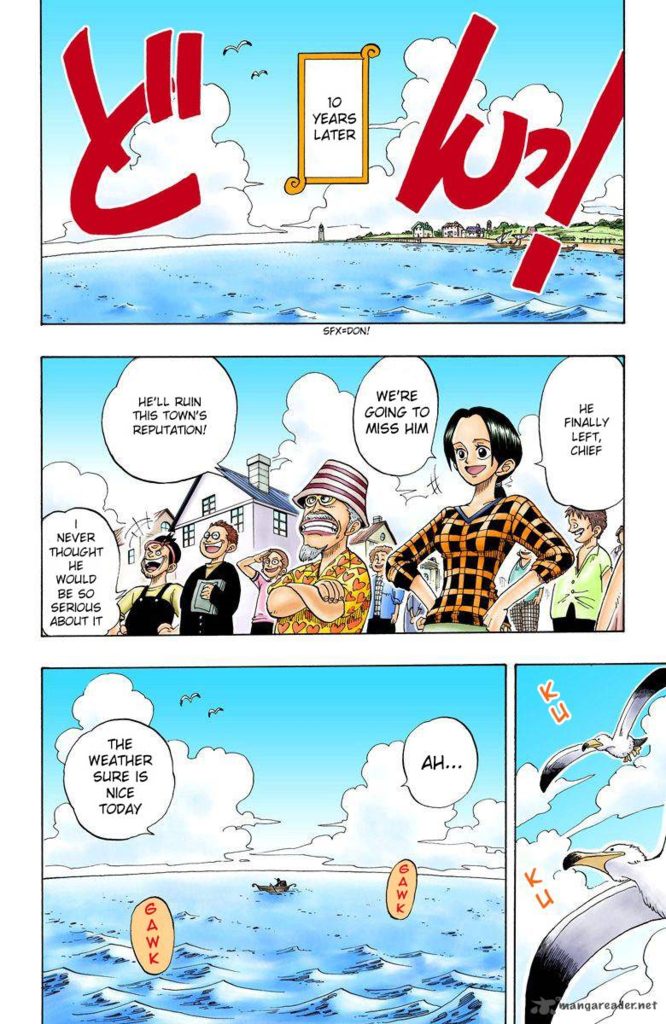 どんっ!
10
YEARS
LATER
SFX=DON!
HE
FINALLY
LEFT,
CHIEF
WE'RE
GOING TO
MISS HIM
HE'LL RUIN
THIS TOWN'S
REPUTATION!
I
NEVER
THOUGHT
HE
WOULD
BE SO
SERIOUS
ABOUT IT
AH...
THE
WEATHER
SURE IS
NICE
TODAY
GAWK
GAWK
KU
KU
mangareader.net